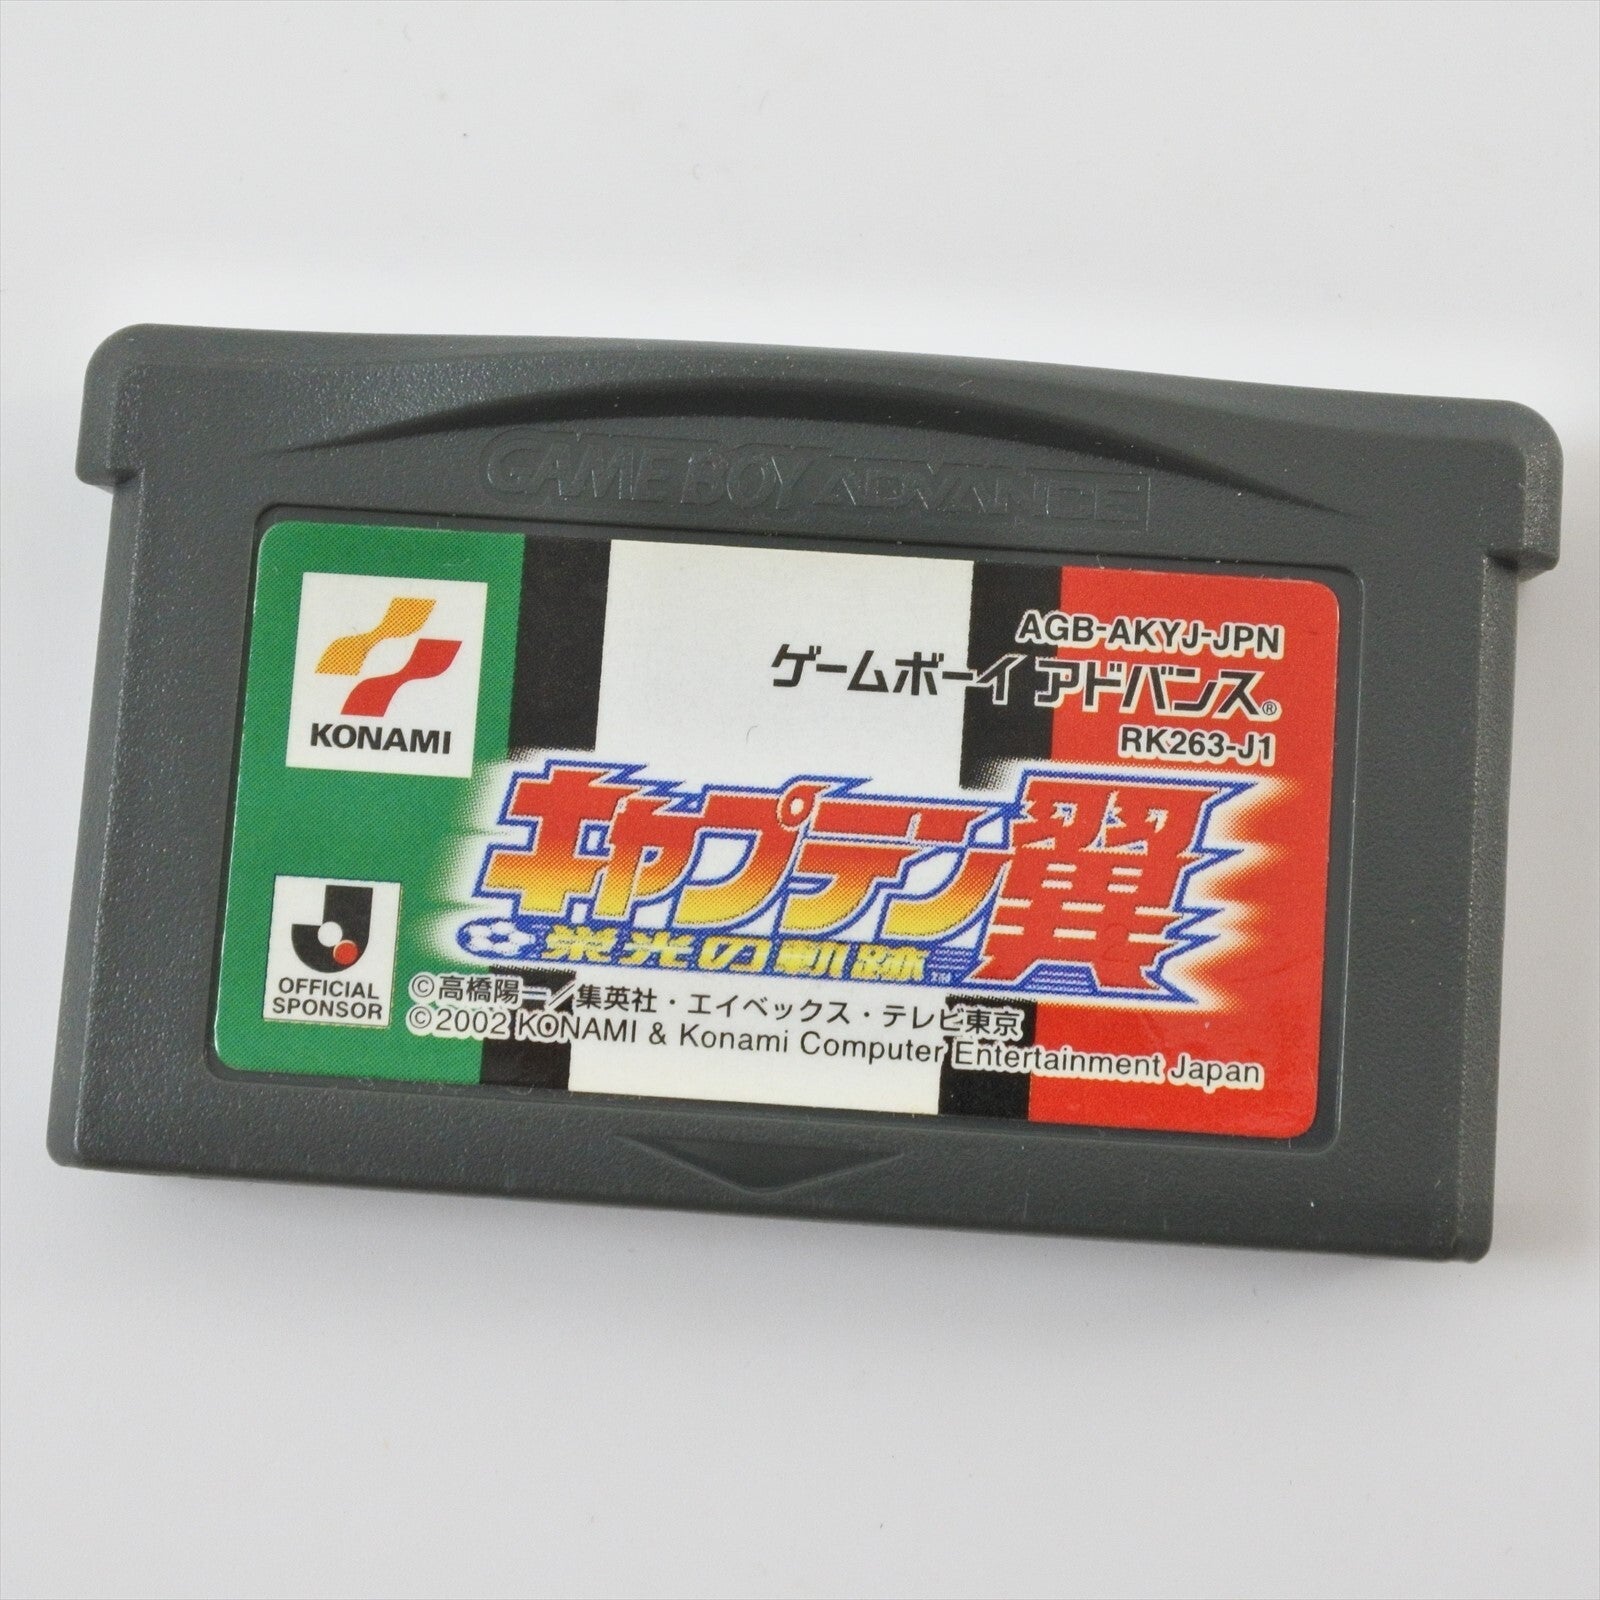 GAME BOY ADVANCE
KONAMI
AGB-AKYJ-JPN
ゲームボーイアドバンス®
RK263-J1
キャプテン翼
栄光の軌跡™
J
OFFICIAL
SPONSOR
©高橋陽一／集英社・エイベックス・テレビ東京
©2002 KONAMI & Konami Computer Entertainment Japan